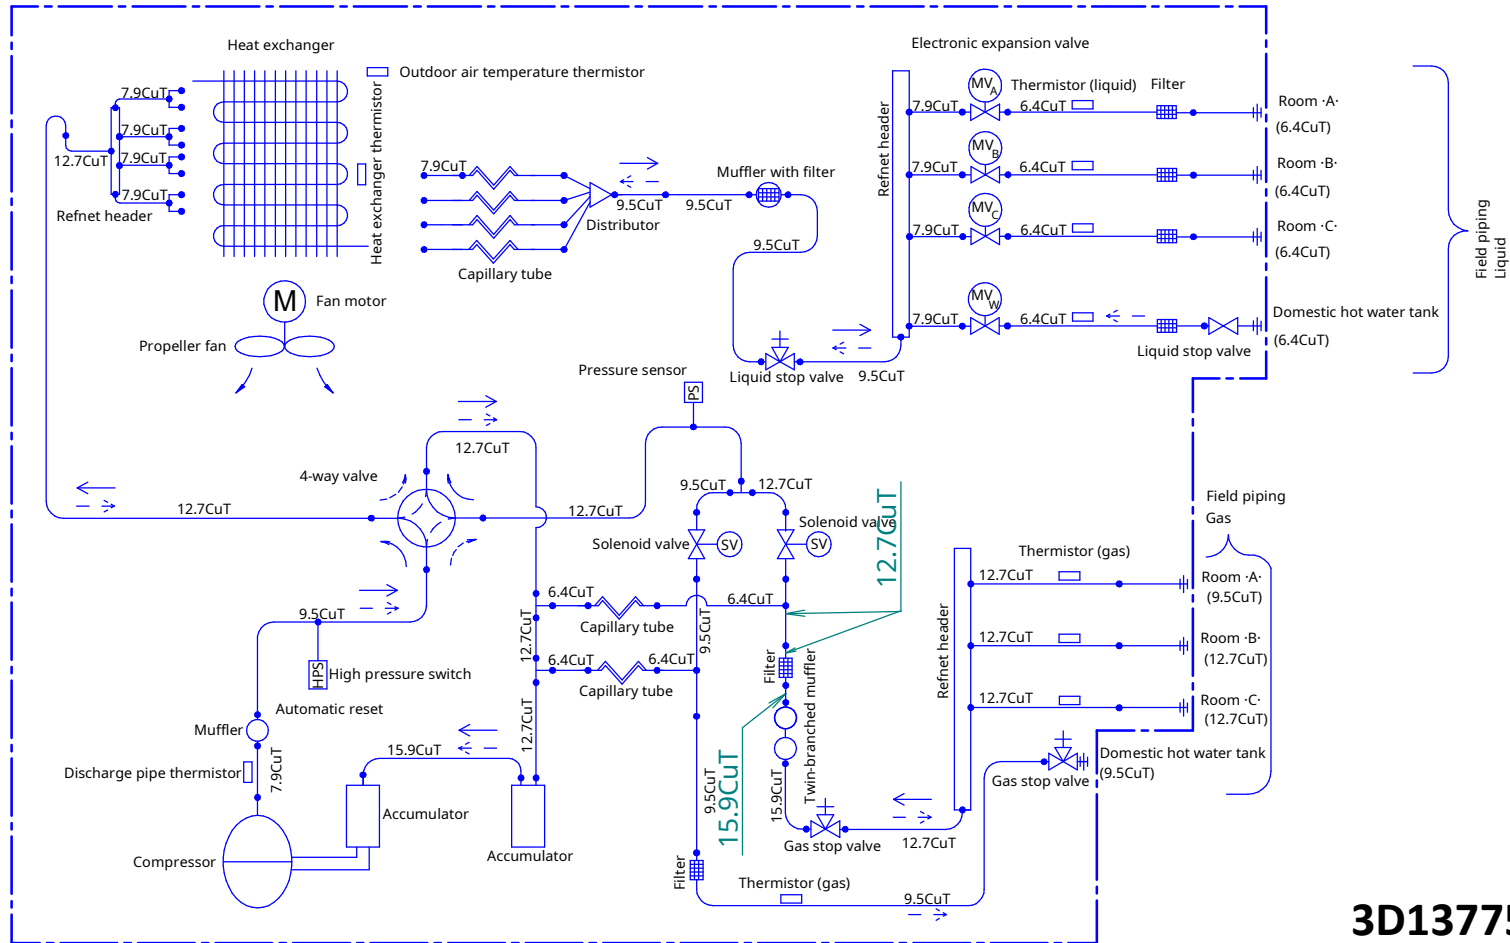 Heat exchanger
Outdoor air temperature thermistor
Heat exchanger thermistor
7.9CuT
7.9CuT
7.9CuT
7.9CuT
12.7CuT
Refnet header
M
Fan motor
Propeller fan
7.9CuT
Capillary tube
Distributor
9.5CuT
9.5CuT
Muffler with filter
9.5CuT
Liquid stop valve
9.5CuT
Electronic expansion valve
Refnet header
MVA
Thermistor (liquid)
Filter
7.9CuT
6.4CuT
Room ·A·
(6.4CuT)
MVB
7.9CuT
6.4CuT
Room ·B·
(6.4CuT)
MVC
7.9CuT
6.4CuT
Room ·C·
(6.4CuT)
MVW
7.9CuT
6.4CuT
Liquid stop valve
Domestic hot water tank
(6.4CuT)
Field piping
Liquid
Pressure sensor
PS
12.7CuT
4-way valve
12.7CuT
12.7CuT
9.5CuT
12.7CuT
Solenoid valve
SV
Solenoid valve
SV
12.7CuT
9.5CuT
HPS
High pressure switch
Automatic reset
Muffler
Discharge pipe thermistor
7.9CuT
Compressor
Accumulator
15.9CuT
Accumulator
12.7CuT
12.7CuT
6.4CuT
Capillary tube
6.4CuT
6.4CuT
Capillary tube
6.4CuT
9.5CuT
9.5CuT
15.9CuT
Filter
Twin-branched muffler
15.9CuT
Gas stop valve
12.7CuT
Filter
Thermistor (gas)
9.5CuT
Refnet header
Thermistor (gas)
12.7CuT
12.7CuT
12.7CuT
Field piping
Gas
Room ·A·
(9.5CuT)
Room ·B·
(12.7CuT)
Room ·C·
(12.7CuT)
Domestic hot water tank
(9.5CuT)
Gas stop valve
3D13775